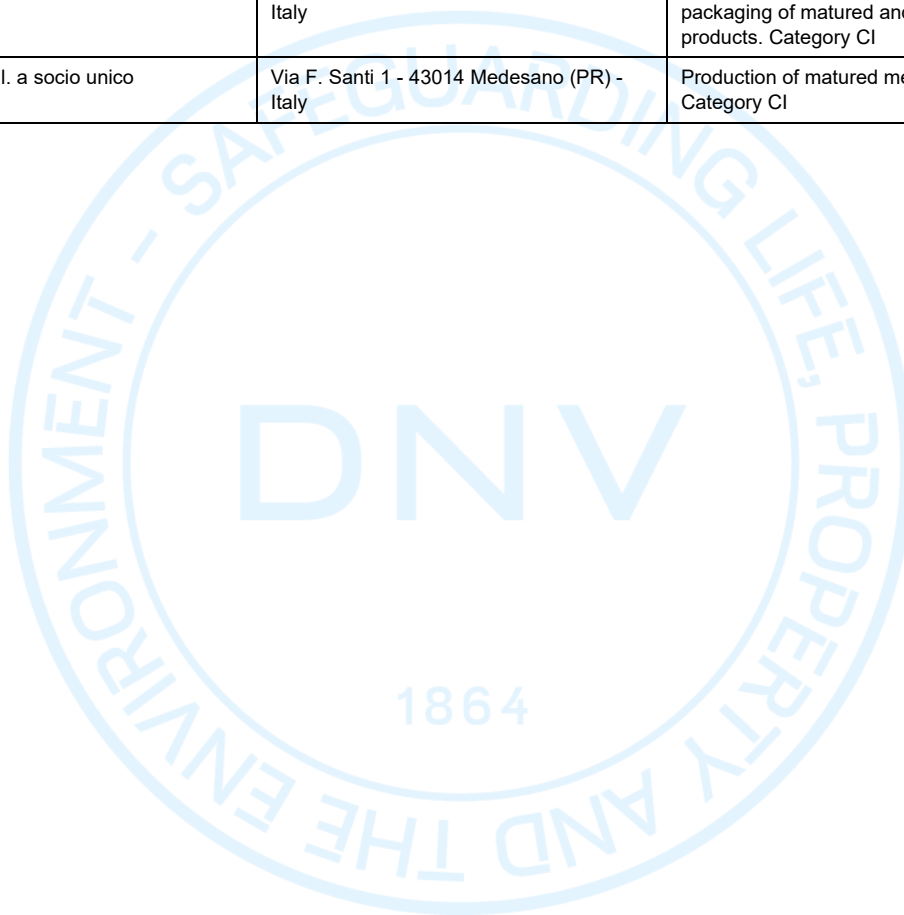 Italy
packaging of matured and
products. Category CI
l. a socio unico
Via F. Santi 1 - 43014 Medesano (PR) -
Italy
Production of matured
Category CI
SAFEGUARDING LIFE, PROPERTY AND THE ENVIRONMENT -
DNV
1864